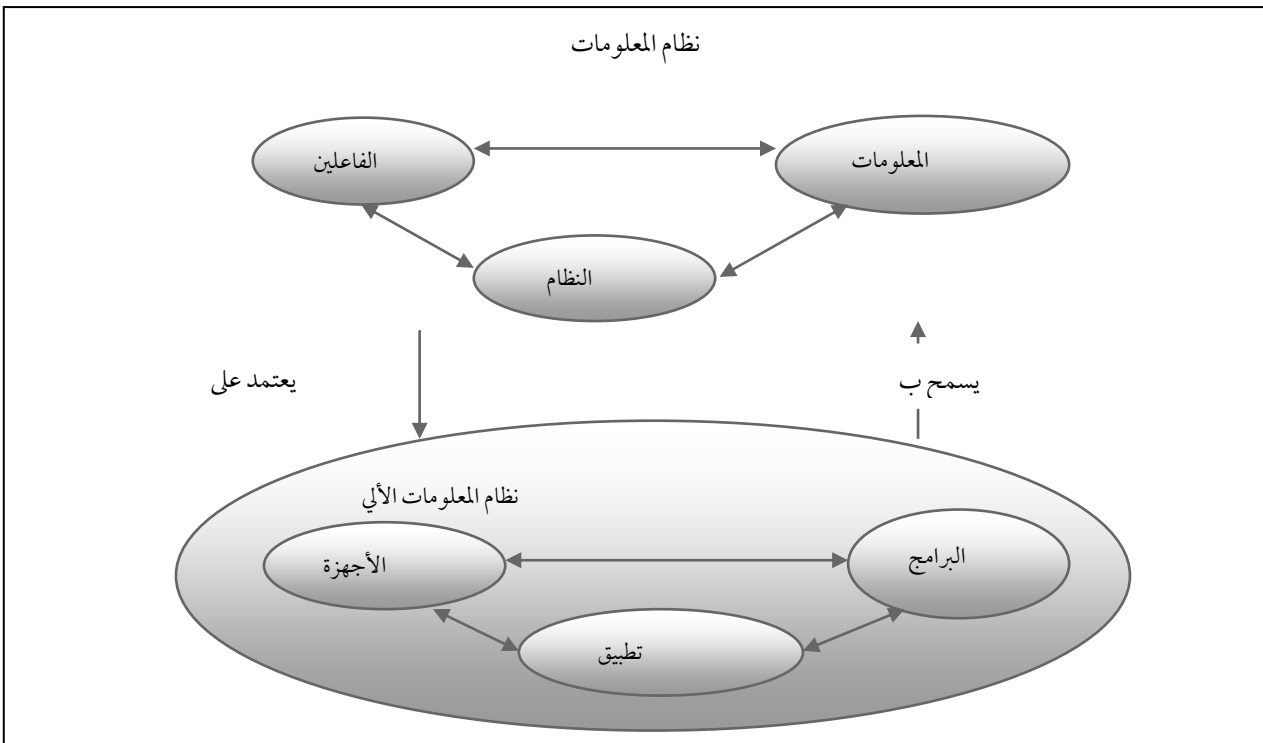 نظام المعلومات
المعلومات
الفاعلين
النظام
يسمح ب
يعتمد على
نظام المعلومات الألي
البرامج
الأجهزة
تطبيق